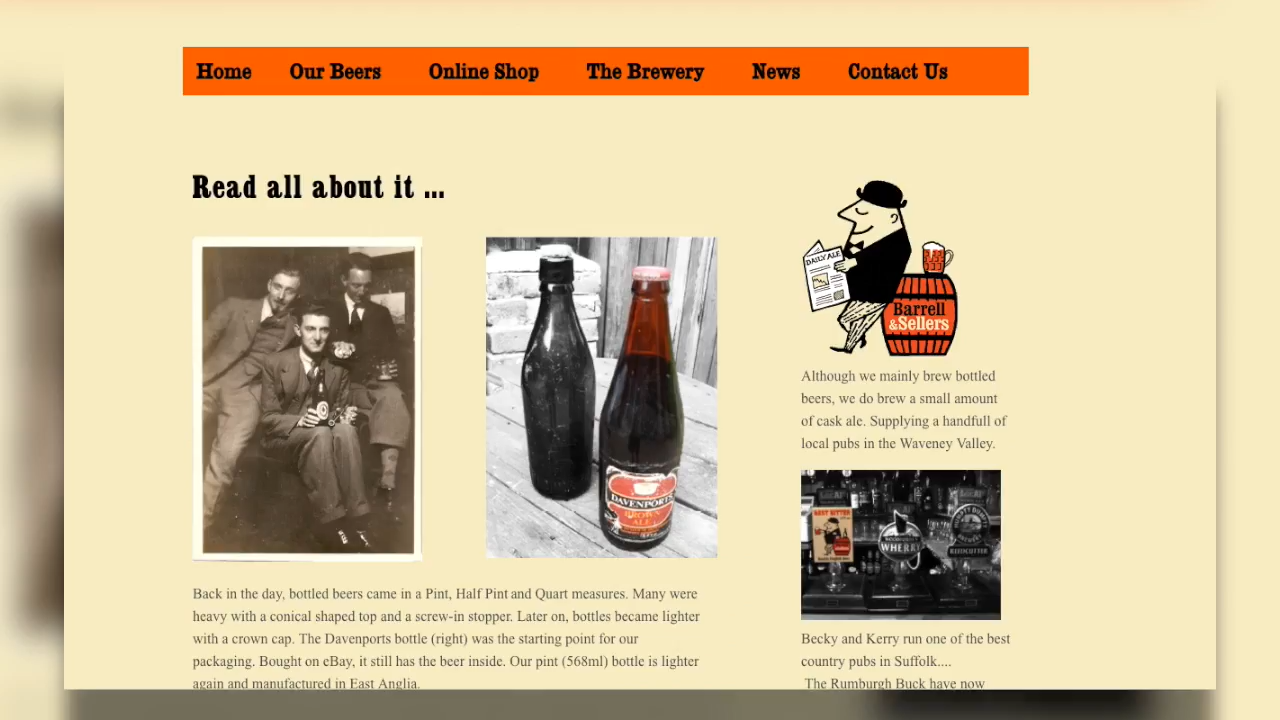 Home Our Beers Online Shop The Brewery News Contact Us
Read all about it ...
DAILY ALE
Barrell
&Sellers
DAVENPORTS
BROWN
ALE
Back in the day, bottled beers came in a Pint, Half Pint and Quart measures. Many were
heavy with a conical shaped top and a screw-in stopper. Later on, bottles became lighter
with a crown cap. The Davenports bottle (right) was the starting point for our
packaging. Bought on eBay, it still has the beer inside. Our pint (568ml) bottle is lighter
again and manufactured in East Anglia.
Although we mainly brew bottled
beers, we do brew a small amount
of cask ale. Supplying a handfull of
local pubs in the Waveney Valley.
BEST BITTER
WHERRY
REEDCUTTER
Becky and Kerry run one of the best
country pubs in Suffolk....
The Rumburgh Buck have now